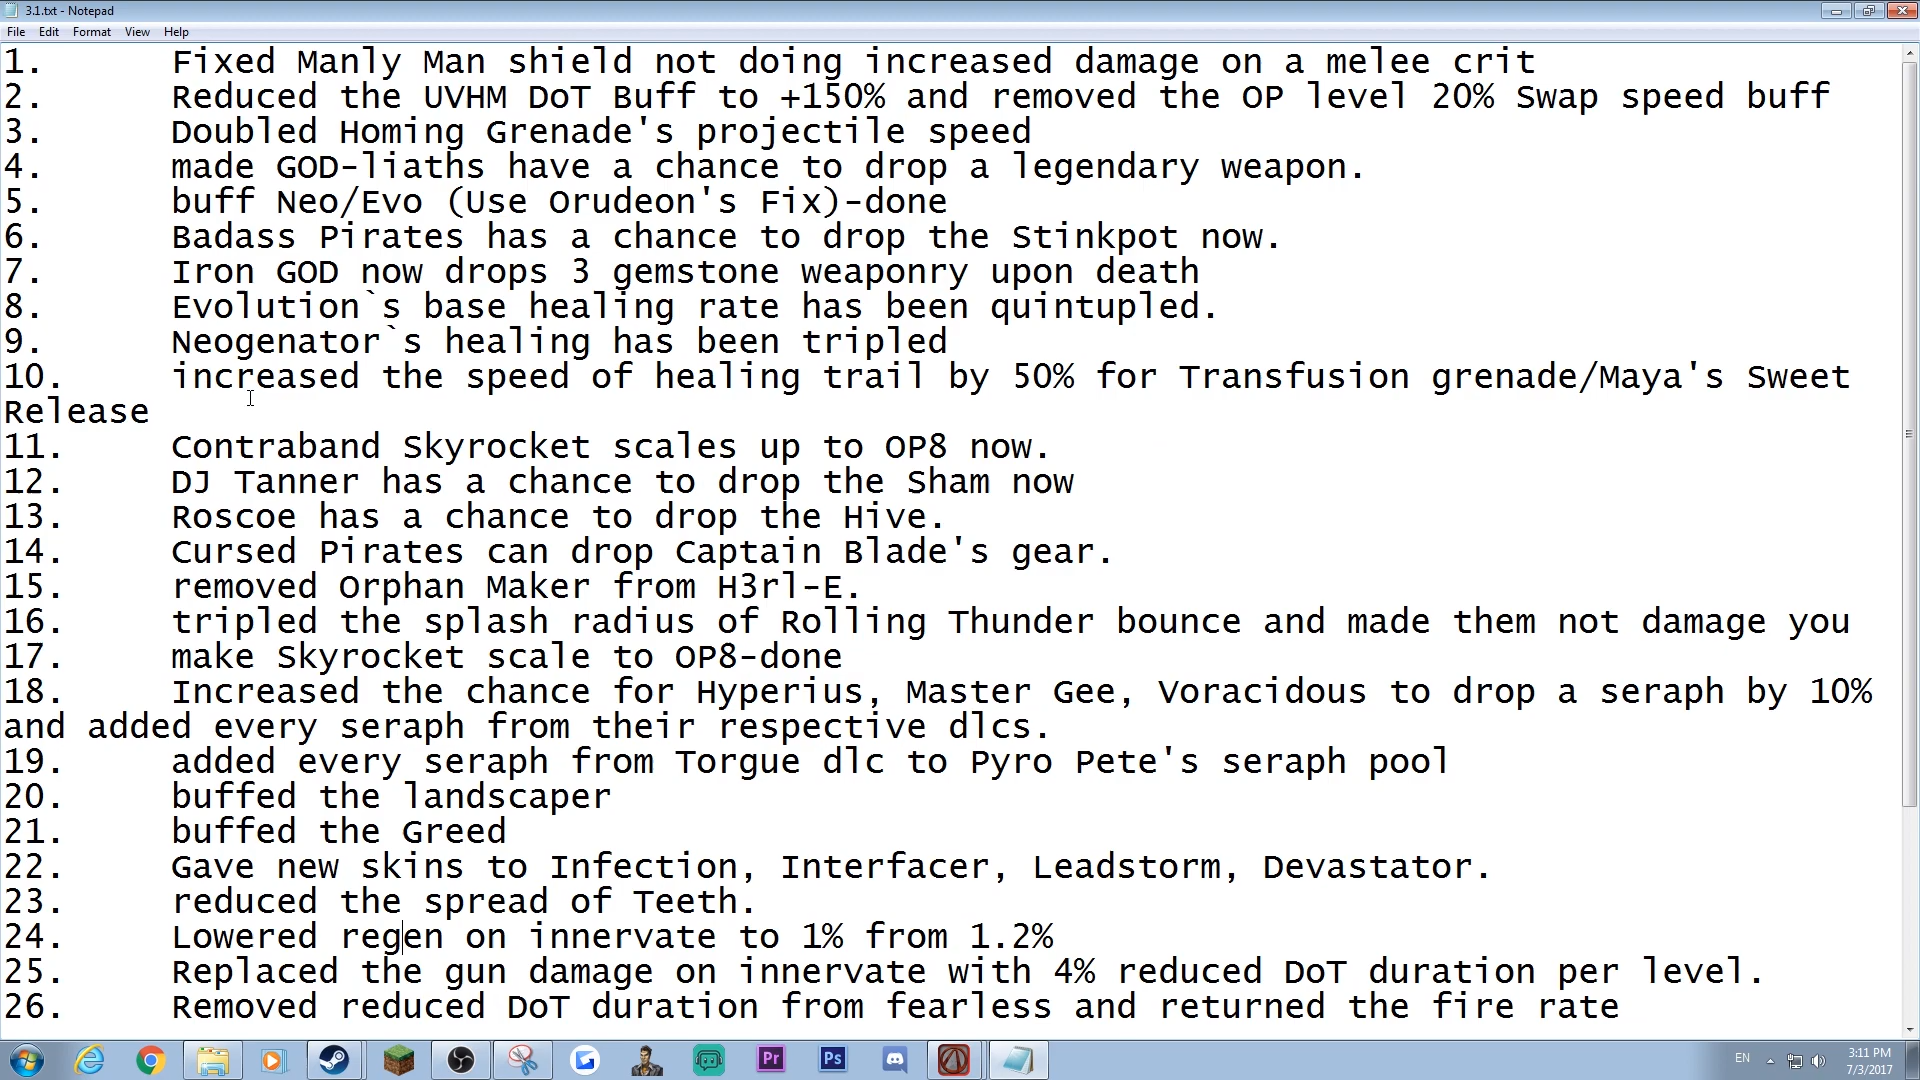 3.1.txt - Notepad
File Edit Format View Help
1. Fixed Manly Man shield not doing increased damage on a melee crit
2. Reduced the UVHM DoT Buff to +150% and removed the OP level 20% Swap speed buff
3. Doubled Homing Grenade's projectile speed
4. made GOD-liaths have a chance to drop a legendary weapon.
5. buff Neo/Evo (Use Orudeon's Fix)-done
6. Badass Pirates has a chance to drop the Stinkpot now.
7. Iron GOD now drops 3 gemstone weaponry upon death
8. Evolution`s base healing rate has been quintupled.
9. Neogenator`s healing has been tripled
10. increased the speed of healing trail by 50% for Transfusion grenade/Maya's Sweet
Release
11. Contraband Skyrocket scales up to OP8 now.
12. DJ Tanner has a chance to drop the Sham now
13. Roscoe has a chance to drop the Hive.
14. Cursed Pirates can drop Captain Blade's gear.
15. removed Orphan Maker from H3rl-E.
16. tripled the splash radius of Rolling Thunder bounce and made them not damage you
17. make Skyrocket scale to OP8-done
18. Increased the chance for Hyperius, Master Gee, Voracidous to drop a seraph by 10%
and added every seraph from their respective dlcs.
19. added every seraph from Torgue dlc to Pyro Pete's seraph pool
20. buffed the landscaper
21. buffed the Greed
22. Gave new skins to Infection, Interfacer, Leadstorm, Devastator.
23. reduced the spread of Teeth.
24. Lowered regen on innervate to 1% from 1.2%
25. Replaced the gun damage on innervate with 4% reduced DoT duration per level.
26. Removed reduced DoT duration from fearless and returned the fire rate
Pr Ps EN 3:11 PM
7/3/2017